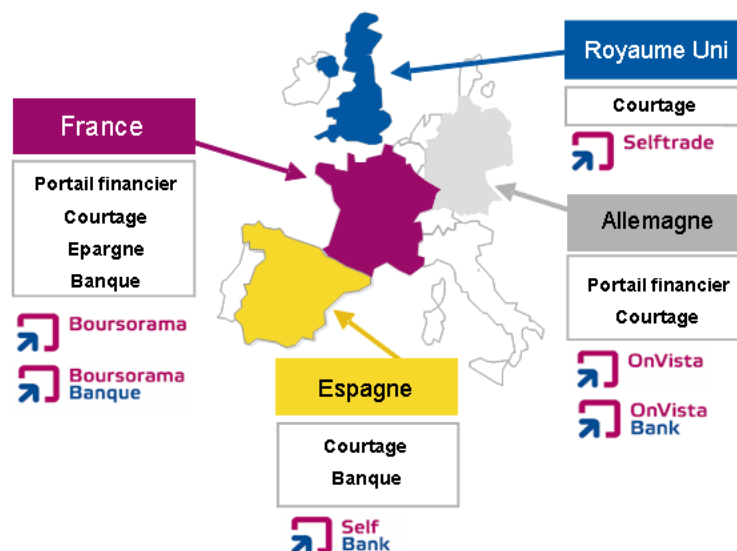 Royaume Uni
Courtage
Selftrade
France
Portail financier
Courtage
Epargne
Banque
Boursorama
Boursorama
Banque
Allemagne
Portail financier
Courtage
OnVista
OnVista
Bank
Espagne
Courtage
Banque
Self
Bank